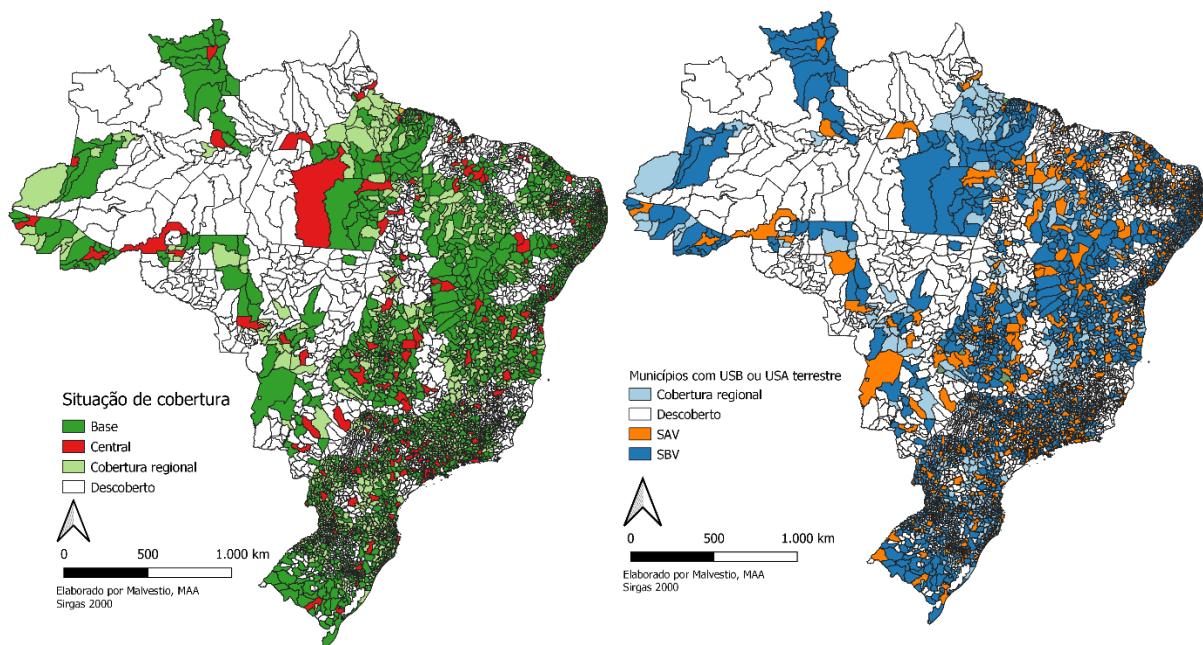 Situação de cobertura
Base
Central
Cobertura regional
Descoberto
0 500 1.000 km
Elaborado por Malvestio, MAA
Sirgas 2000
Municípios com USB ou USA terrestre
Cobertura regional
Descoberto
SAV
SBV
0 500 1.000 km
Elaborado por Malvestio, MAA
Sirgas 2000